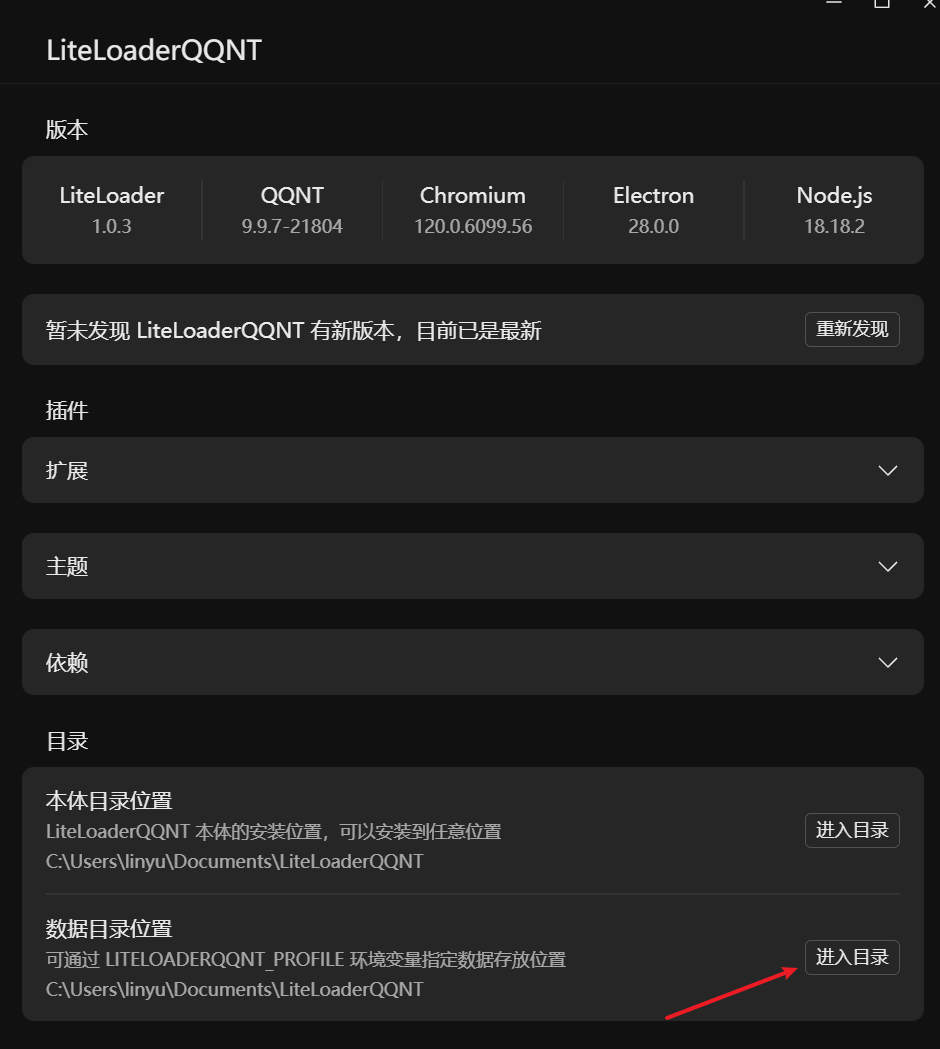 LiteLoaderQQNT
版本
LiteLoader QQNT Chromium Electron Node.js
1.0.3 9.9.7-21804 120.0.6099.56 28.0.0 18.18.2
暂未发现 LiteLoaderQQNT 有新版本，目前已是最新 重新发现
插件
扩展
主题
依赖
目录
本体目录位置
LiteLoaderQQNT 本体的安装位置，可以安装到任意位置 进入目录
C:\Users\linyu\Documents\LiteLoaderQQNT
数据目录位置
可通过 LITELOADERQQNT_PROFILE 环境变量指定数据存放位置 进入目录
C:\Users\linyu\Documents\LiteLoaderQQNT